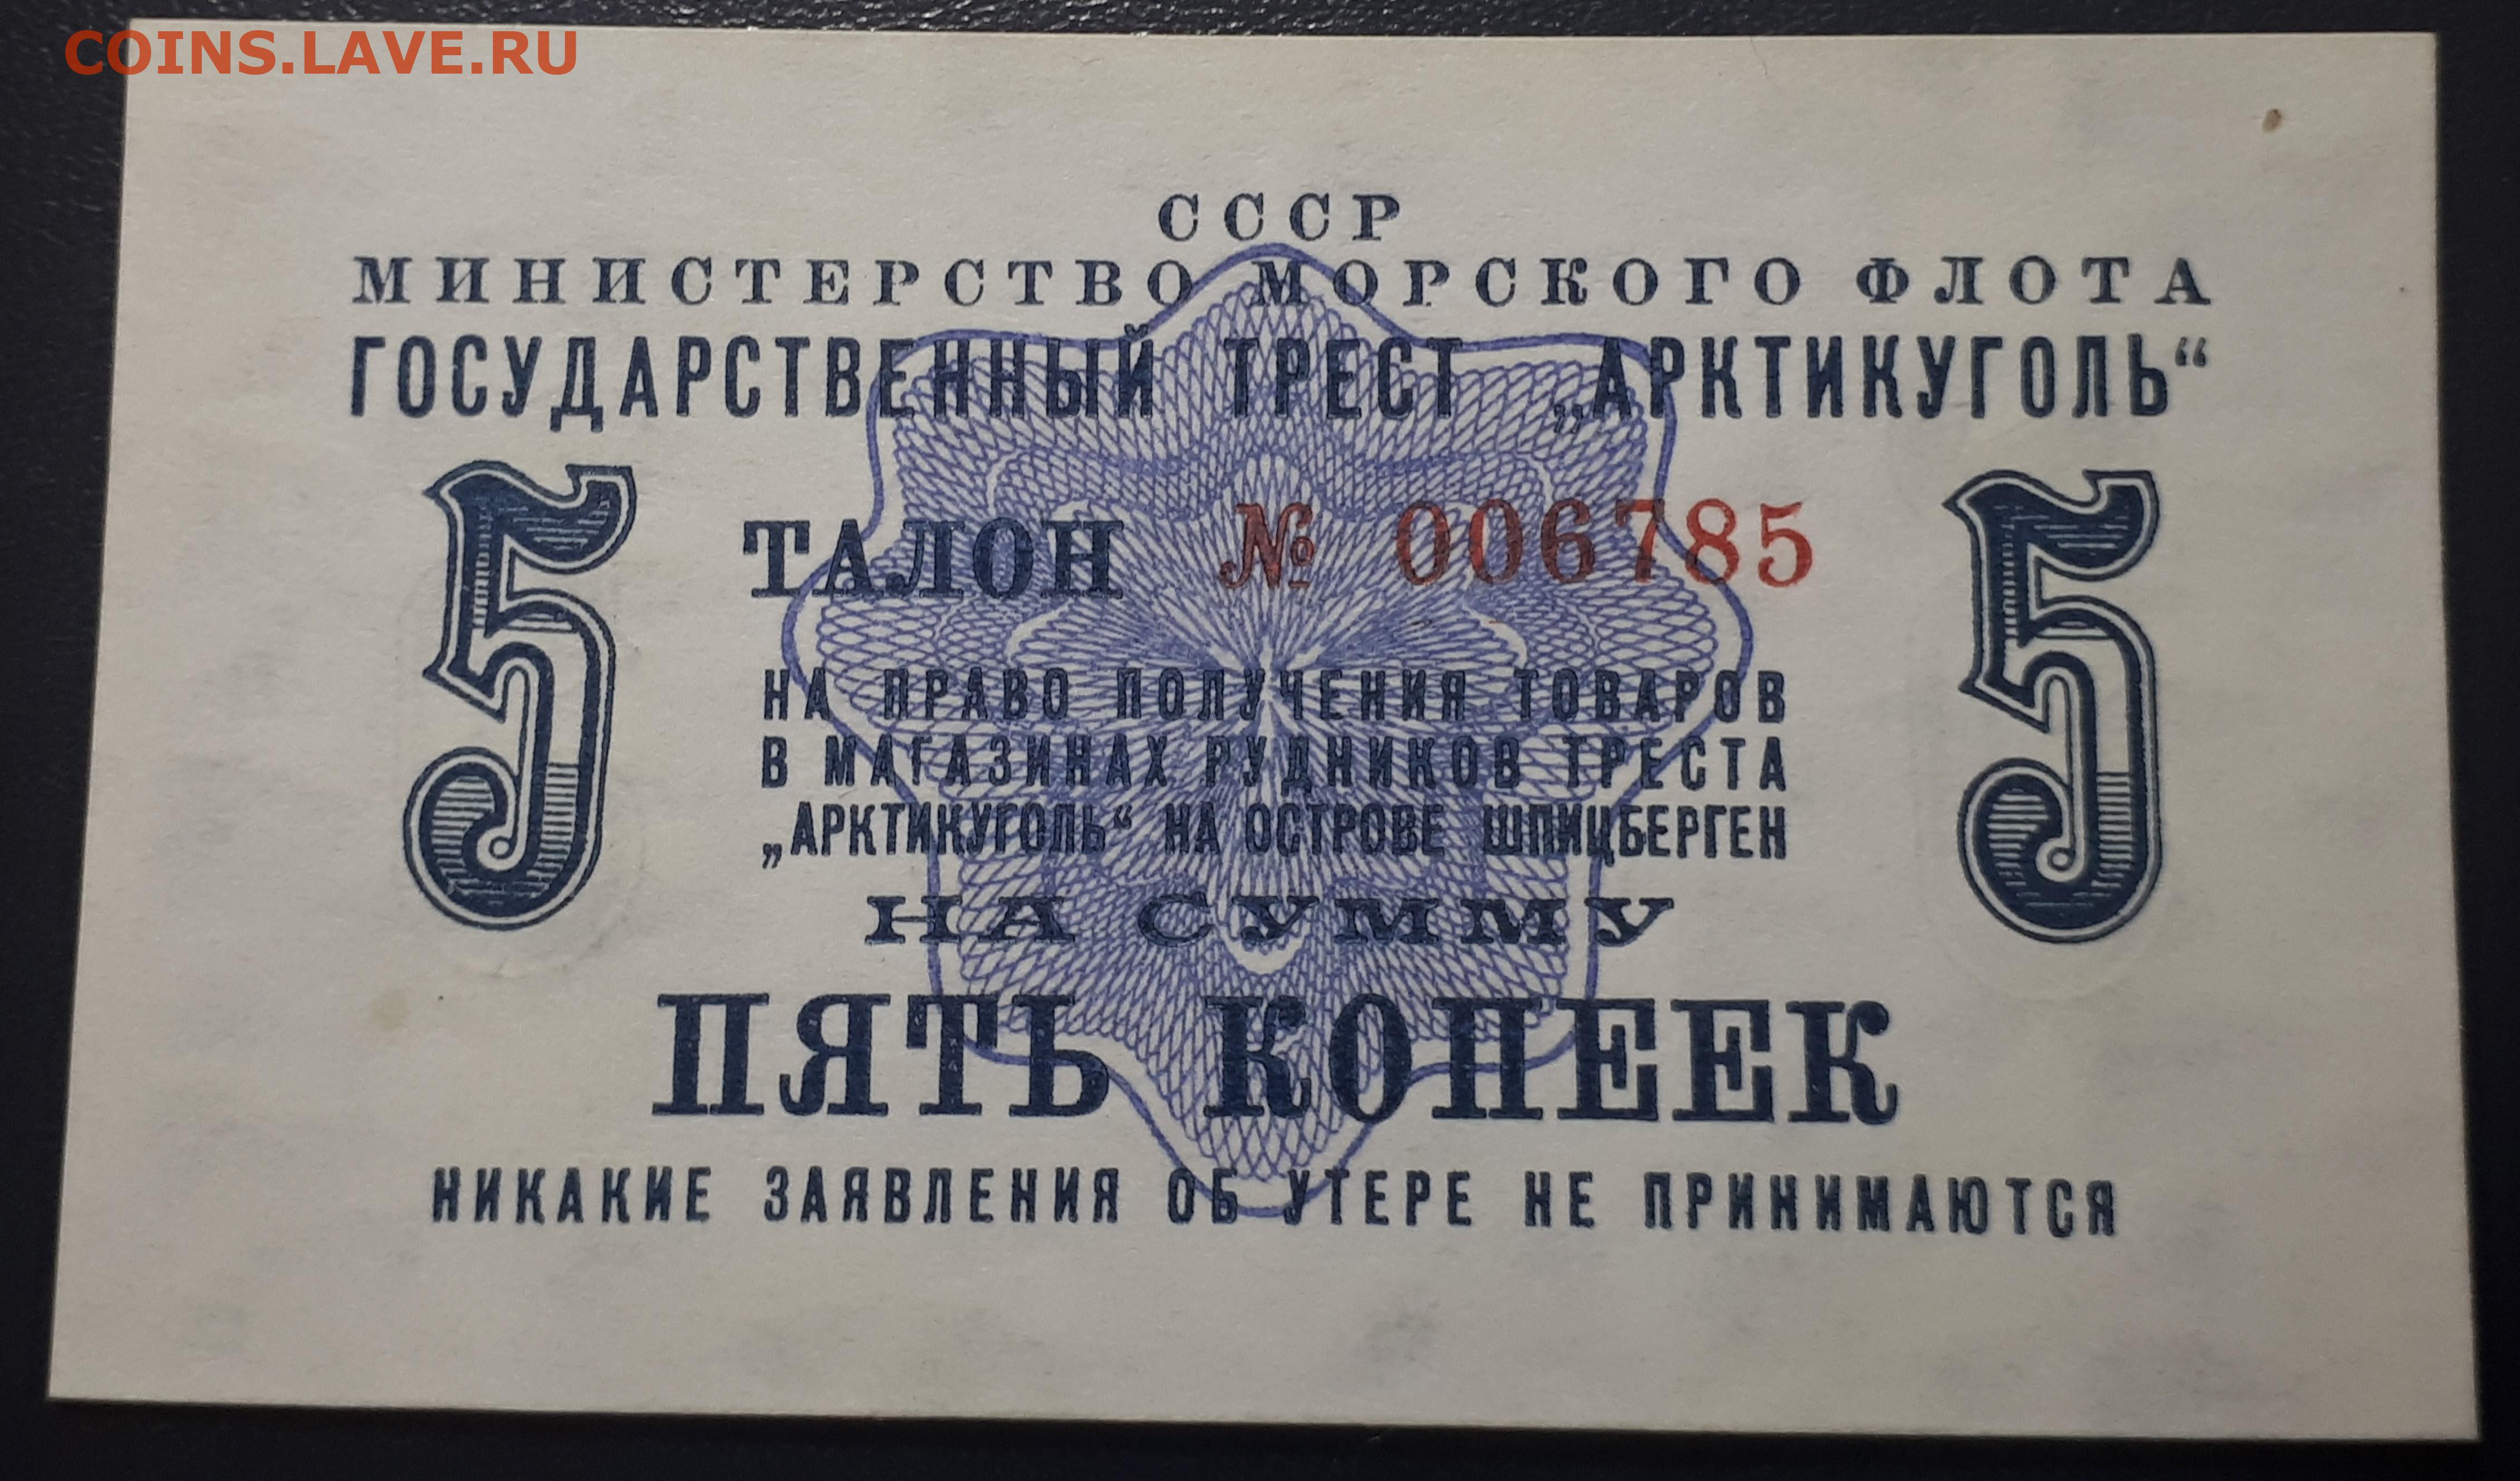 COINS.LAVE.RU
СССР
МИНИСТЕРСТВО МОРСКОГО ФЛОТА
ГОСУДАРСТВЕННЫЙ ТРЕСТ „АРКТИКУГОЛЬ“
5 ТАЛОН № 006785 5
НА ПРАВО ПОЛУЧЕНИЯ ТОВАРОВ
В МАГАЗИНАХ РУДНИКОВ ТРЕСТА
„АРКТИКУГОЛЬ“ НА ОСТРОВЕ ШПИЦБЕРГЕН
НА СУММУ
ПЯТЬ КОПЕЕК
НИКАКИЕ ЗАЯВЛЕНИЯ ОБ УТЕРЕ НЕ ПРИНИМАЮТСЯ